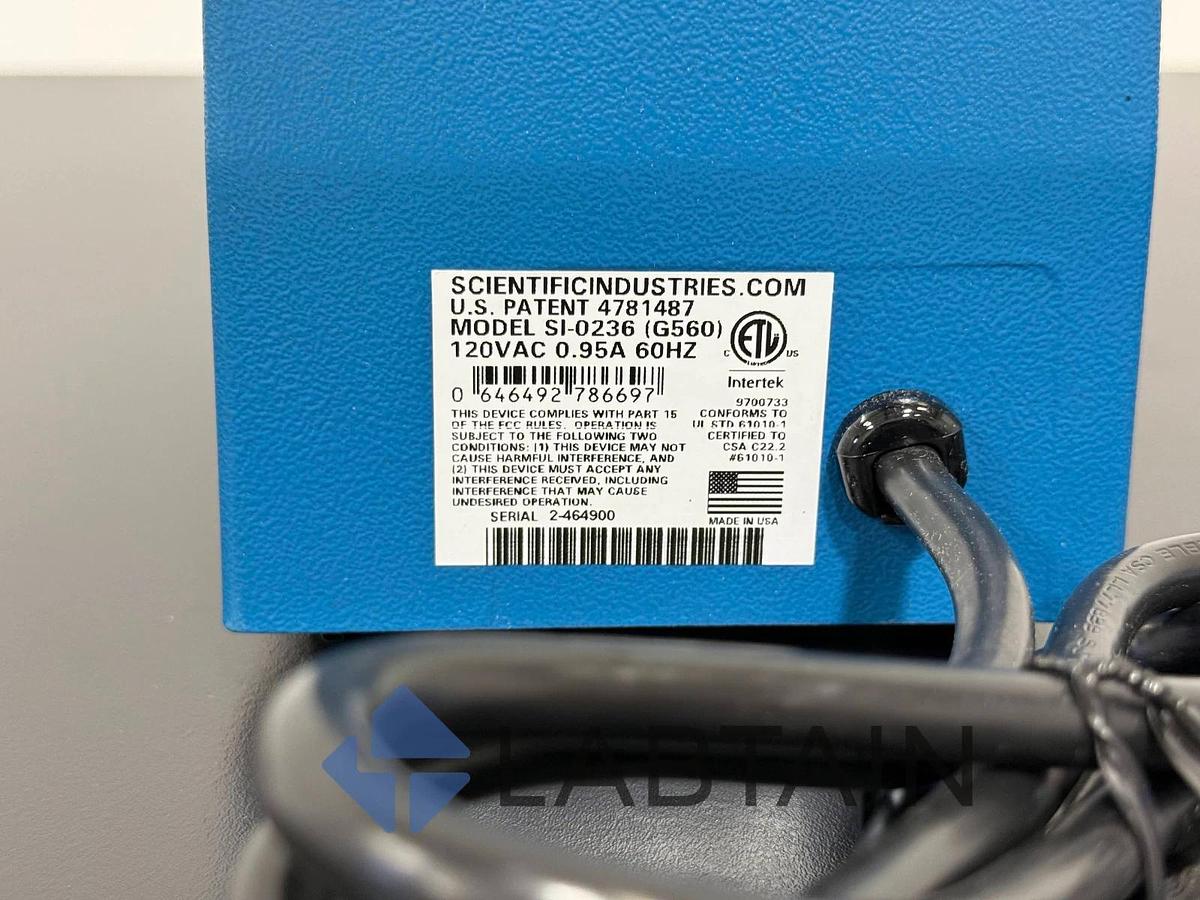 SCIENTIFICINDUSTRIES.COM
U.S. PATENT 4781487
MODEL SI-0236 (G560)
120VAC 0.95A 60HZ
C ETL US
Intertek
0 646492 786697
9700733
CONFORMS TO
UL STD 61010-1
CERTIFIED TO
CSA C22.2
#61010-1
THIS DEVICE COMPLIES WITH PART 15
OF THE FCC RULES. OPERATION IS
SUBJECT TO THE FOLLOWING TWO
CONDITIONS: (1) THIS DEVICE MAY NOT
CAUSE HARMFUL INTERFERENCE, AND
(2) THIS DEVICE MUST ACCEPT ANY
INTERFERENCE RECEIVED, INCLUDING
INTERFERENCE THAT MAY CAUSE
UNDESIRED OPERATION.
SERIAL 2-464900
MADE IN USA
LABTAIN